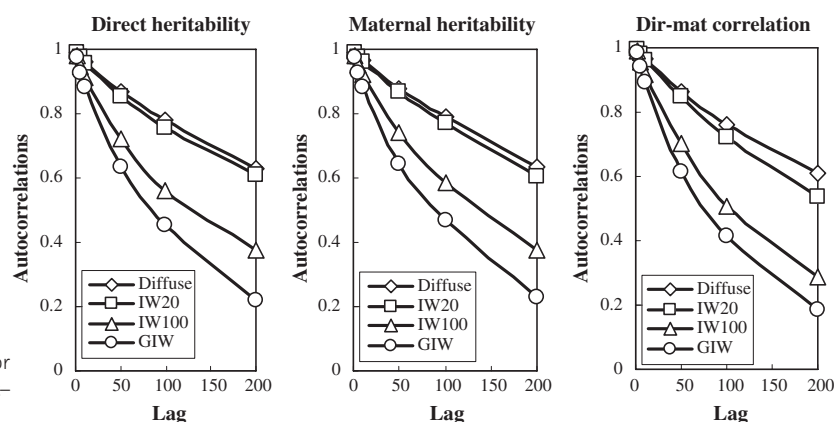 Direct heritability
1
0.8
0.6
0.4
0.2
0
Autocorrelations
Diffuse
IW20
IW100
GIW
0 50 100 150 200
Lag
Maternal heritability
1
0.8
0.6
0.4
0.2
0
Autocorrelations
Diffuse
IW20
IW100
GIW
0 50 100 150 200
Lag
Dir-mat correlation
1
0.8
0.6
0.4
0.2
0
Autocorrelations
Diffuse
IW20
IW100
GIW
0 50 100 150 200
Lag
or